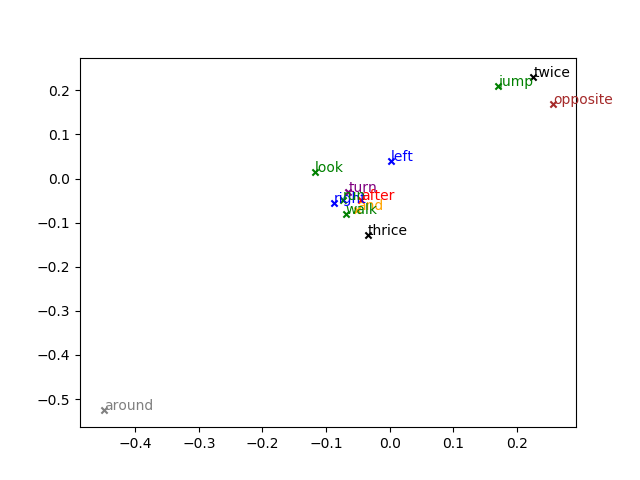 twice
jump
opposite
left
look
turn
right
after
and
walk
thrice
around
0.2
0.1
0.0
−0.1
−0.2
−0.3
−0.4
−0.5
−0.4
−0.3
−0.2
−0.1
0.0
0.1
0.2